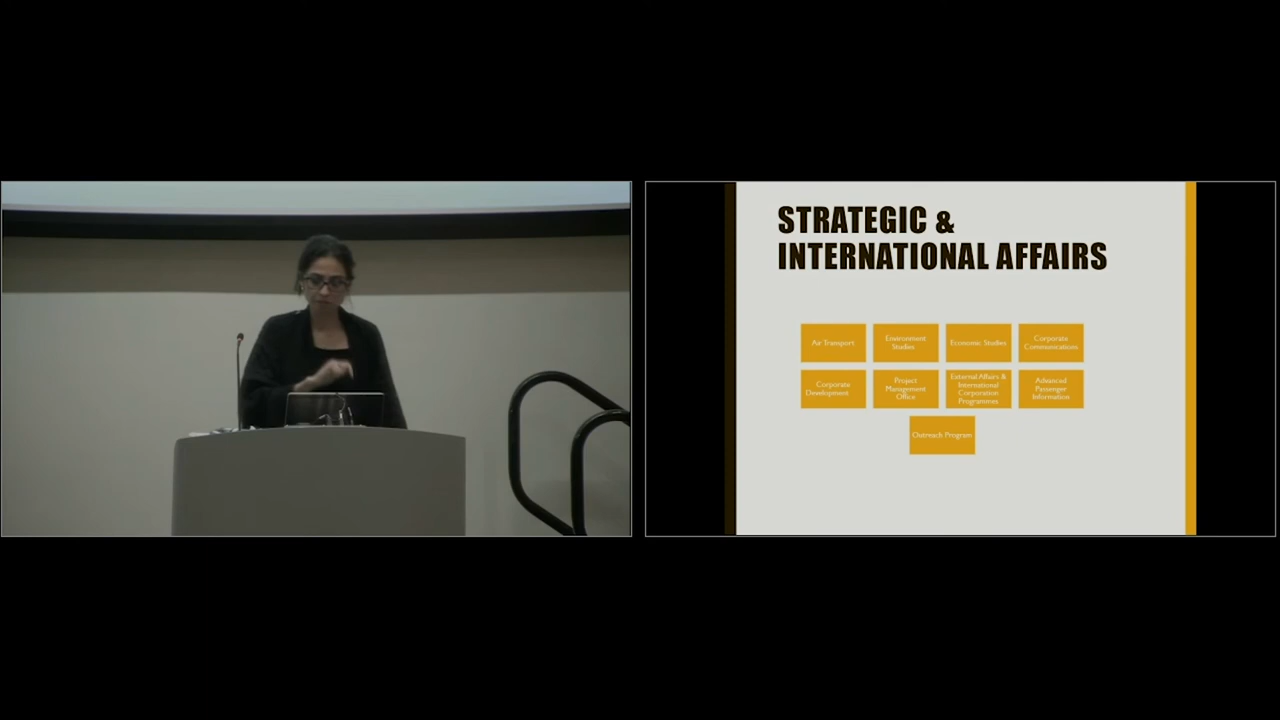 STRATEGIC &
INTERNATIONAL AFFAIRS
Air Transport
Environment
Studies
Economic Studies
Corporate
Communications
Corporate
Development
Project
Management
Office
External Affairs &
International
Corporation
Programmes
Advanced
Passenger
Information
Outreach Program